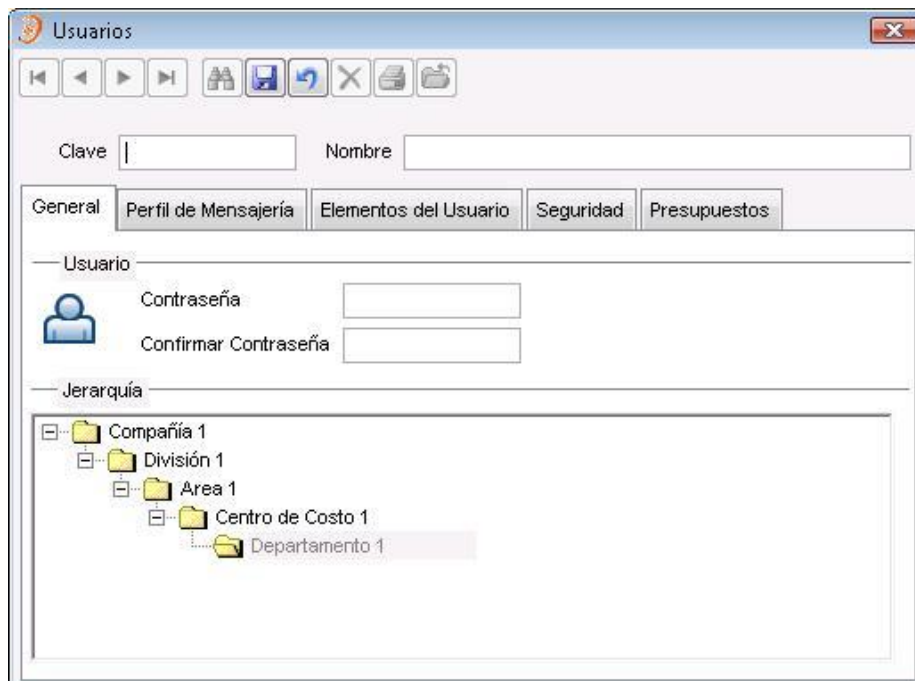 Usuarios
Clave Nombre
General Perfil de Mensajería Elementos del Usuario Seguridad Presupuestos
Usuario
Contraseña
Confirmar Contraseña
Jerarquía
Compañía 1
División 1
Area 1
Centro de Costo 1
Departamento 1